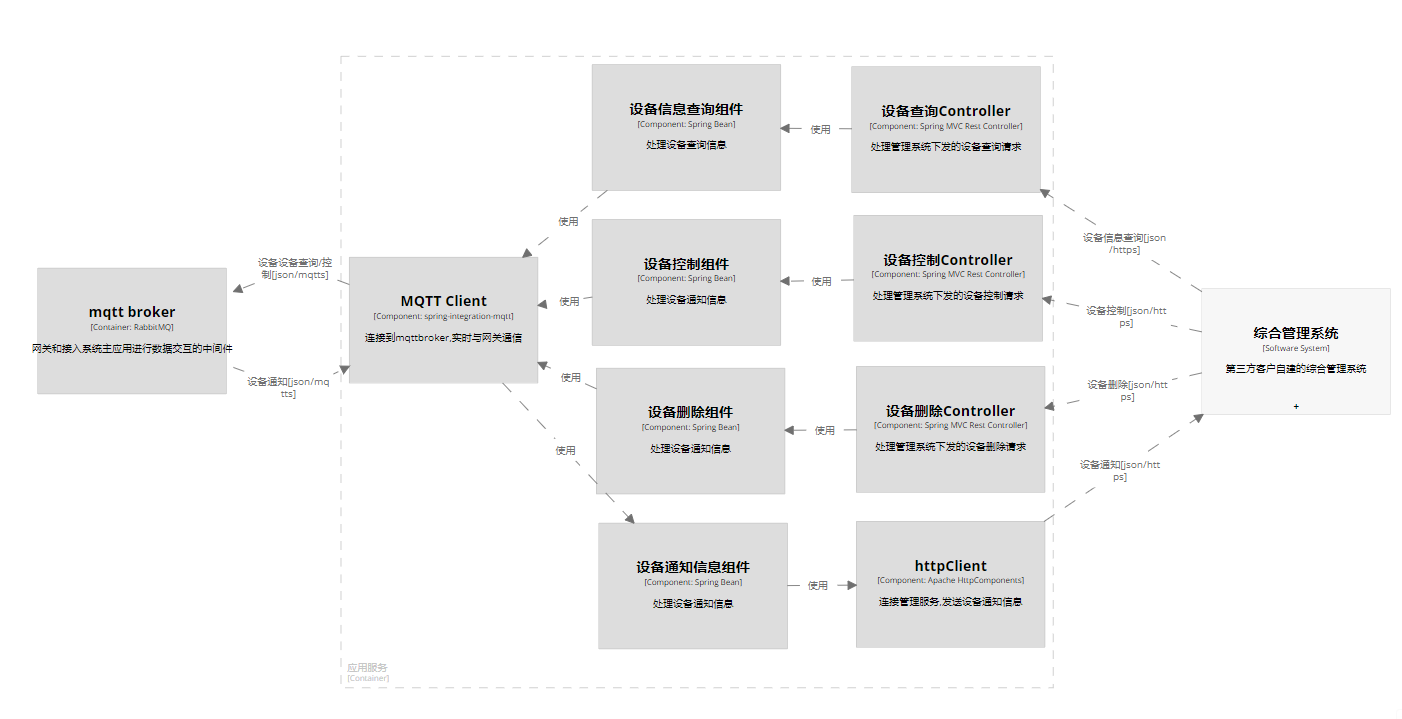 设备信息查询组件
[Component: Spring Bean]
处理设备查询信息
使用
设备查询Controller
[Component: Spring MVC Rest Controller]
处理管理系统下发的设备查询请求
使用
设备信息查询[json
/https]
设备控制组件
[Component: Spring Bean]
处理设备通知信息
使用
设备控制Controller
[Component: Spring MVC Rest Controller]
处理管理系统下发的设备控制请求
使用
设备控制[json/htt
ps]
设备设备查询/控
制[json/mqtts]
mqtt broker
[Container: RabbitMQ]
网关和接入系统主应用进行数据交互的中间件
设备通知[json/mq
tts]
MQTT Client
[Component: spring-integration-mqtt]
连接到mqttbroker,实时与网关通信
综合管理系统
[Software System]
第三方客户自建的综合管理系统
+
使用
设备删除组件
[Component: Spring Bean]
处理设备通知信息
使用
设备删除Controller
[Component: Spring MVC Rest Controller]
处理管理系统下发的设备删除请求
设备删除[json/htt
ps]
使用
设备通知信息组件
[Component: Spring Bean]
处理设备通知信息
使用
httpClient
[Component: Apache HttpComponents]
连接管理服务,发送设备通知信息
设备通知[json/htt
ps]
应用服务
[Container]